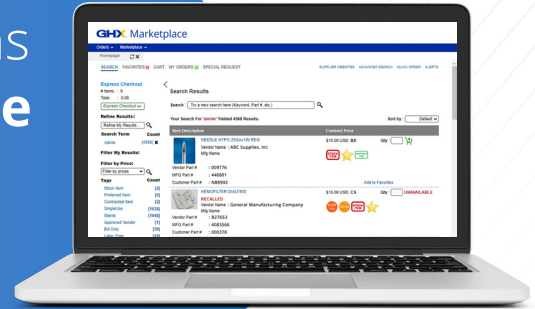 ns
e
GHX. Marketplace
Orders Marketplace
Homepage
SEARCH FAVORITES CART MY ORDERS SPECIAL REQUEST
SUPPLIER WEBSITES ADVANCED SEARCH QUICK ORDER ALERTS
Express Checkout
# Items : 0
Total : 0.00
Express Checkout
Refine Results:
Refine My Results...
Search Term Count
sterile [4568] X
Filter My Results:
Filter by Price:
Filter by prices
Tags Count
Stock Item
Preferred Item
Contracted Item
SingleUse
Sterile
Approved Vendor
Bill Only
Latex Free
Search Results
Search : Try a new search here (Keyword, Part #, etc.)
Your Search For "sterile" Yielded 4568 Results.
Sort by : Default
Item Description Contract Price
NEEDLE HYPO 25GA1IN REG
Vendor Name : ABC Supplies, Inc
Mfg Name
Vendor Part # : 009776
MFG Part # : 446801
Customer Part # : N88902
$10.00 USD BX Qty :
Add to Favorites
HEMOFILTER DIALYSIS
RECALLED
Vendor Name : General Manufacturing Company
Mfg Name
Vendor Part # : B27653
MFG Part # : 4083566
Customer Part # : 000378
$10.00 USD CS Qty : UNAVAILABLE